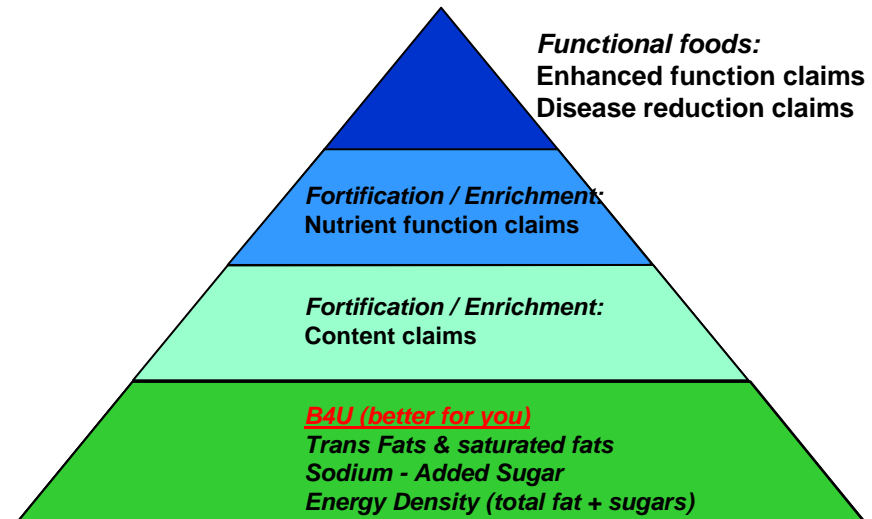 Functional foods:
Enhanced function claims
Disease reduction claims
Fortification / Enrichment:
Nutrient function claims
Fortification / Enrichment:
Content claims
B4U (better for you)
Trans Fats & saturated fats
Sodium - Added Sugar
Energy Density (total fat + sugars)